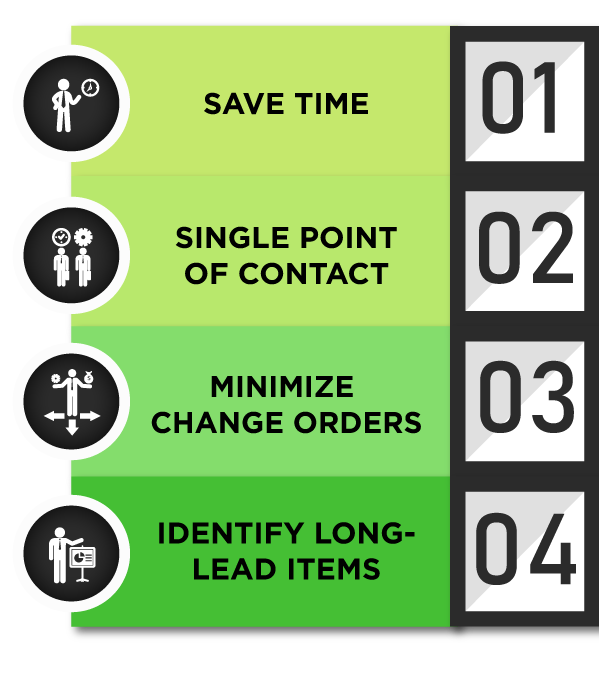 SAVE TIME
01
SINGLE POINT
OF CONTACT
02
MINIMIZE
CHANGE ORDERS
03
IDENTIFY LONG-
LEAD ITEMS
04